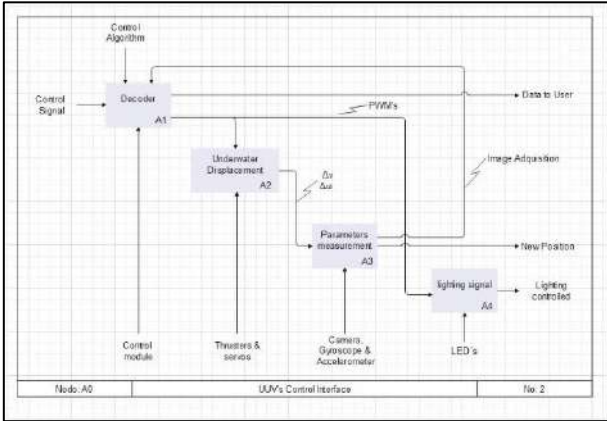 Control
Algorithm
Control
Signal
Decoder
A1
Data to User
PWM's
Underwater
Displacement
A2
Image Adquisition
Parameters
measurement
A3
New Position
lighting signal
A4
Lighting
controlled
Control
module
Thrusters &
servos
Camera,
Gyroscope &
Accelerometer
LED´s
Nodo: A0
UUV's Control Interface
No: 2